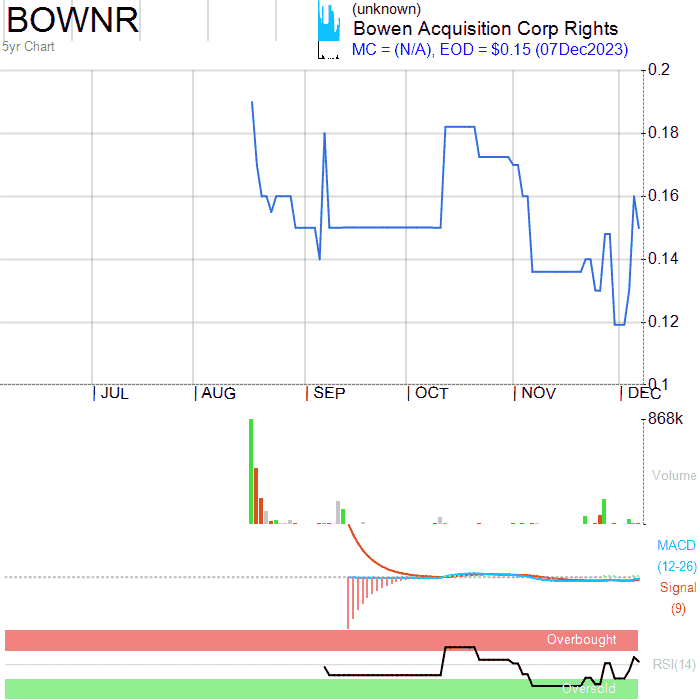 BOWNR
5yr Chart
(unknown)
Bowen Acquisition Corp Rights
MC = (N/A), EOD = $0.15 (07Dec2023)
0.2
0.18
0.16
0.14
0.12
0.1
JUL AUG SEP OCT NOV DEC
868k
Volume
MACD
(12-26)
Signal
(9)
Overbought
RSI(14)
Oversold